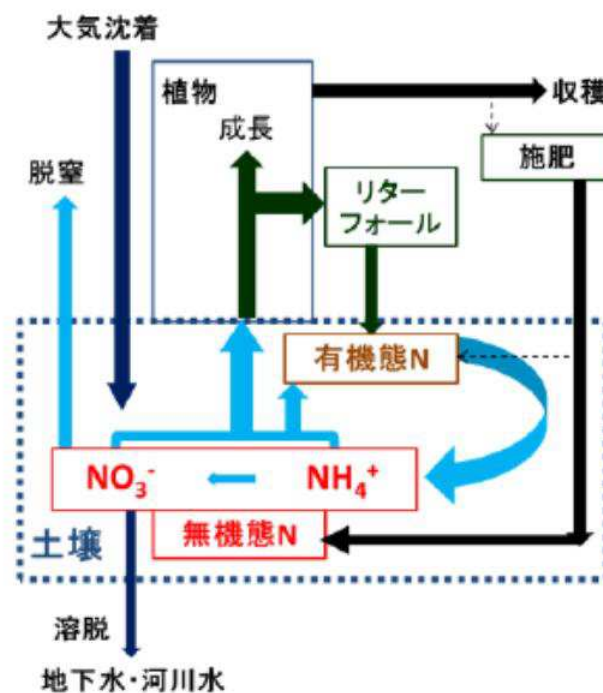 大気沈着
植物
収穫
成長
施肥
脱窒
リター
フォール
有機態N
NO₃⁻
NH₄⁺
無機態N
土壌
溶脱
地下水・河川水